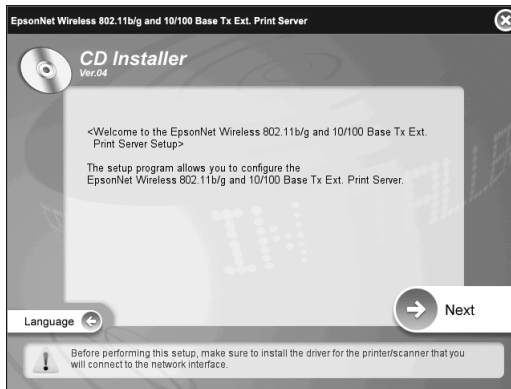 EpsonNet Wireless 802.11b/g and 10/100 Base Tx Ext. Print Server
CD Installer
Ver.04
<Welcome to the EpsonNet Wireless 802.11b/g and 10/100 Base Tx Ext.
Print Server Setup>
The setup program allows you to configure the
EpsonNet Wireless 802.11b/g and 10/100 Base Tx Ext. Print Server.
Next
Language
Before performing this setup, make sure to install the driver for the printer/scanner that you
will connect to the network interface.